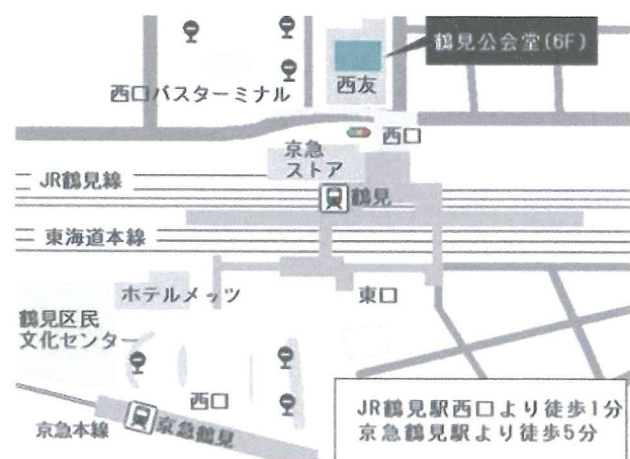 鶴見公会堂(6F)
西友
西口バスターミナル
西口
京急
ストア
JR鶴見線
鶴見
東海道本線
ホテルメッツ
東口
鶴見区民
文化センター
西口
京急本線
京急鶴見
JR鶴見駅西口より徒歩1分
京急鶴見駅より徒歩5分